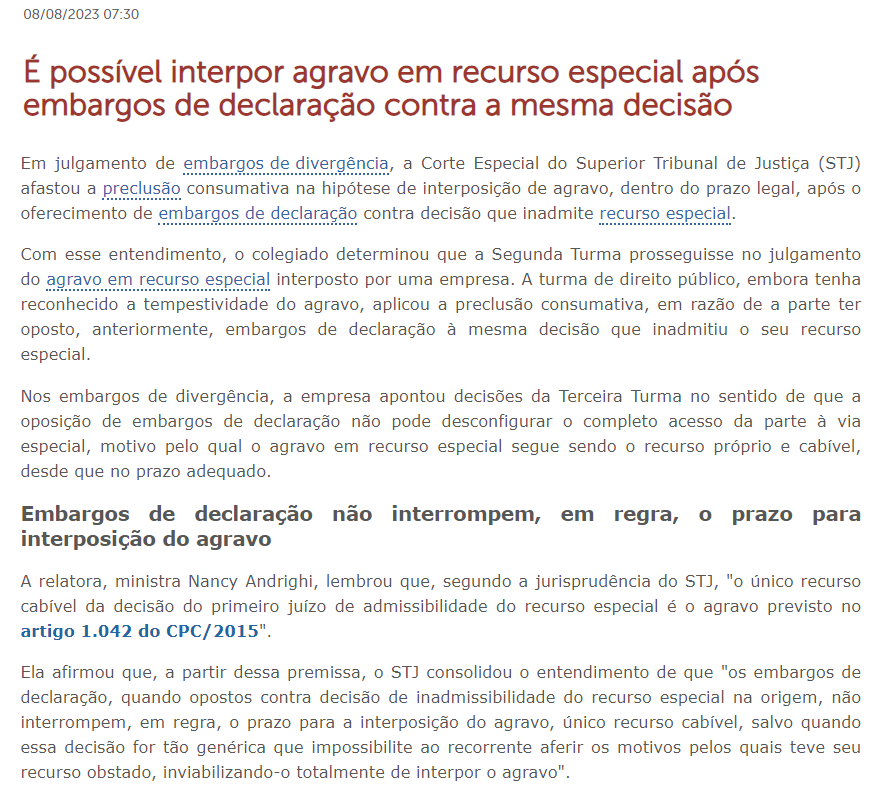 08/08/2023 07:30
É possível interpor agravo em recurso especial após
embargos de declaração contra a mesma decisão
Em julgamento de embargos de divergência, a Corte Especial do Superior Tribunal de Justiça (STJ)
afastou a preclusão consumativa na hipótese de interposição de agravo, dentro do prazo legal, após o
oferecimento de embargos de declaração contra decisão que inadmite recurso especial.
Com esse entendimento, o colegiado determinou que a Segunda Turma prosseguisse no julgamento
do agravo em recurso especial interposto por uma empresa. A turma de direito público, embora tenha
reconhecido a tempestividade do agravo, aplicou a preclusão consumativa, em razão de a parte ter
oposto, anteriormente, embargos de declaração à mesma decisão que inadmitiu o seu recurso
especial.
Nos embargos de divergência, a empresa apontou decisões da Terceira Turma no sentido de que a
oposição de embargos de declaração não pode desconfigurar o completo acesso da parte à via
especial, motivo pelo qual o agravo em recurso especial segue sendo o recurso próprio e cabível,
desde que no prazo adequado.
Embargos de declaração não interrompem, em regra, o prazo para
interposição do agravo
A relatora, ministra Nancy Andrighi, lembrou que, segundo a jurisprudência do STJ, "o único recurso
cabível da decisão do primeiro juízo de admissibilidade do recurso especial é o agravo previsto no
artigo 1.042 do CPC/2015".
Ela afirmou que, a partir dessa premissa, o STJ consolidou o entendimento de que "os embargos de
declaração, quando opostos contra decisão de inadmissibilidade do recurso especial na origem, não
interrompem, em regra, o prazo para a interposição do agravo, único recurso cabível, salvo quando
essa decisão for tão genérica que impossibilite ao recorrente aferir os motivos pelos quais teve seu
recurso obstado, inviabilizando-o totalmente de interpor o agravo".